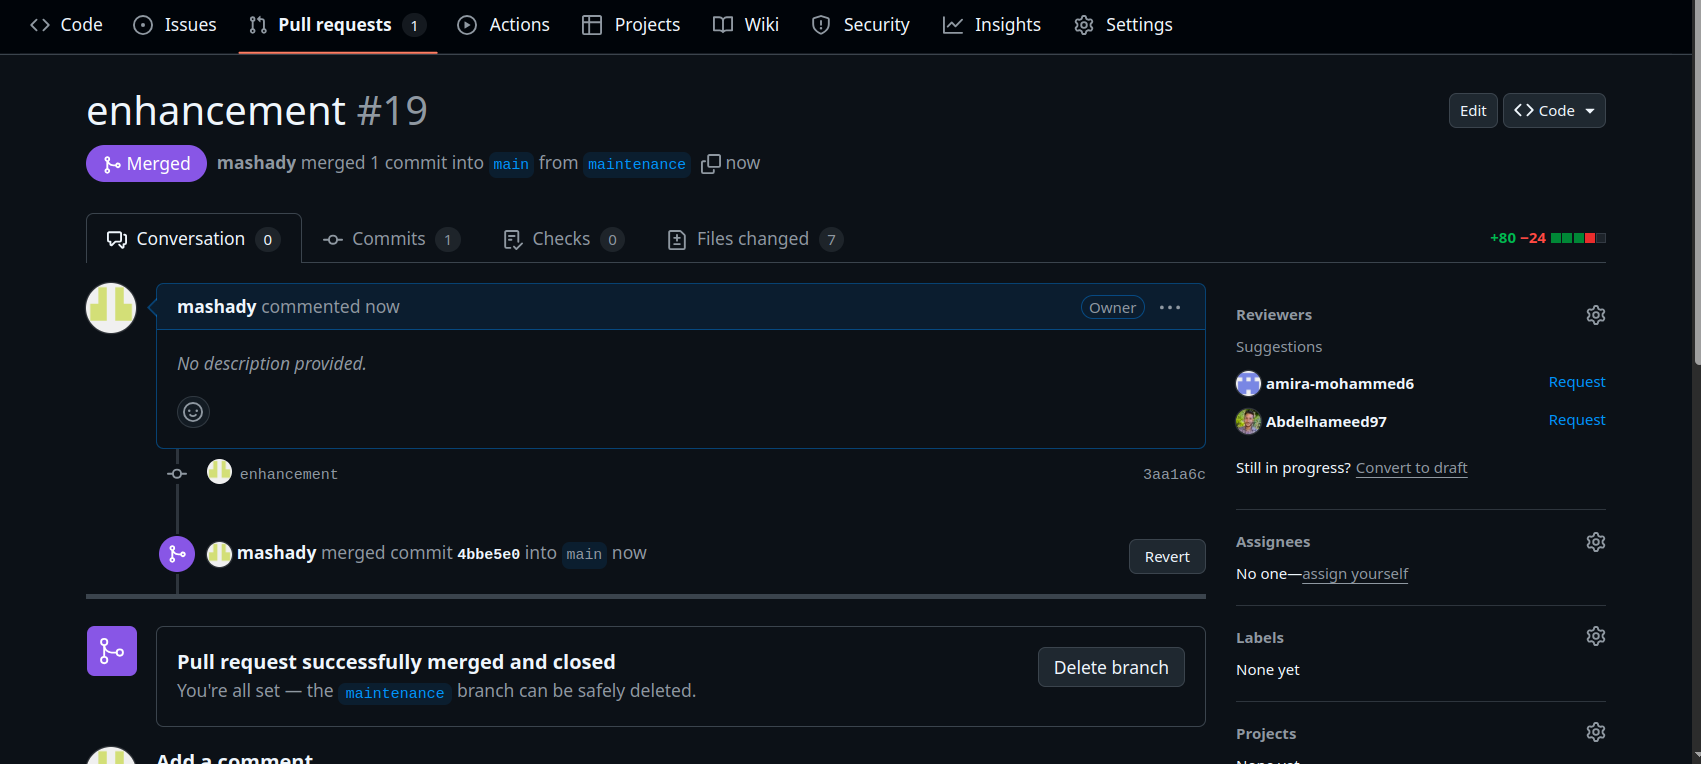 Code Issues Pull requests 1 Actions Projects Wiki Security Insights Settings
enhancement #19
Edit Code
Merged mashady merged 1 commit into main from maintenance now
Conversation 0 Commits 1 Checks 0 Files changed 7
+80 −24
mashady commented now
Owner
No description provided.
enhancement 3aa1a6c
mashady merged commit 4bbe5e0 into main now
Revert
Pull request successfully merged and closed
You're all set — the maintenance branch can be safely deleted.
Delete branch
Add a comment
Reviewers
Suggestions
amira-mohammed6 Request
Abdelhameed97 Request
Still in progress? Convert to draft
Assignees
No one—assign yourself
Labels
None yet
Projects
None yet